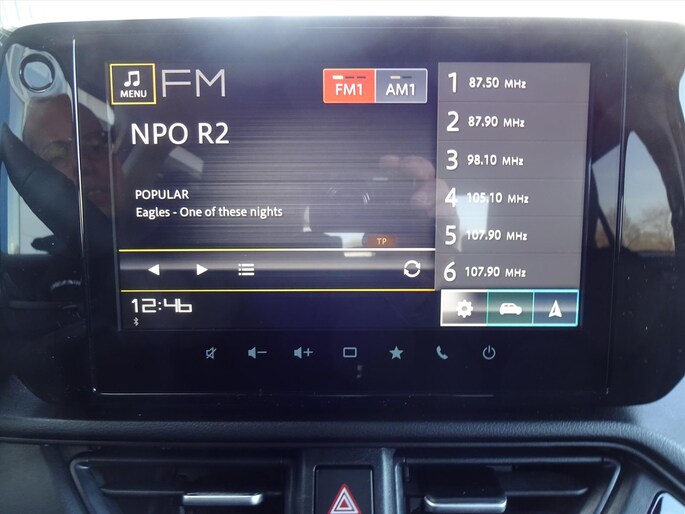 MENU
FM
FM1
AM1
NPO R2
POPULAR
Eagles - One of these nights
TP
12:46
1 87.50 MHz
2 87.90 MHz
3 98.10 MHz
4 105.10 MHz
5 107.90 MHz
6 107.90 MHz